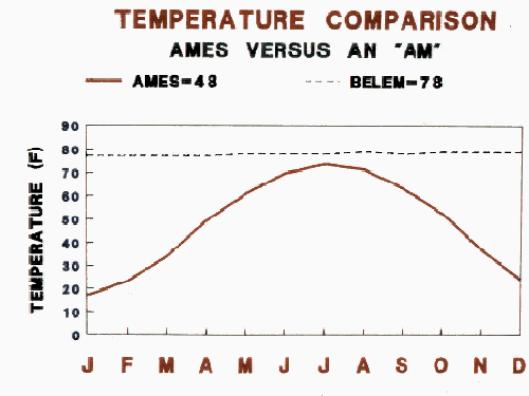 TEMPERATURE COMPARISON
AMES VERSUS AN "AM"
AMES=48 BELEM=78
TEMPERATURE (F)
90
80
70
60
50
40
30
20
10
0
J F M A M J J A S O N D